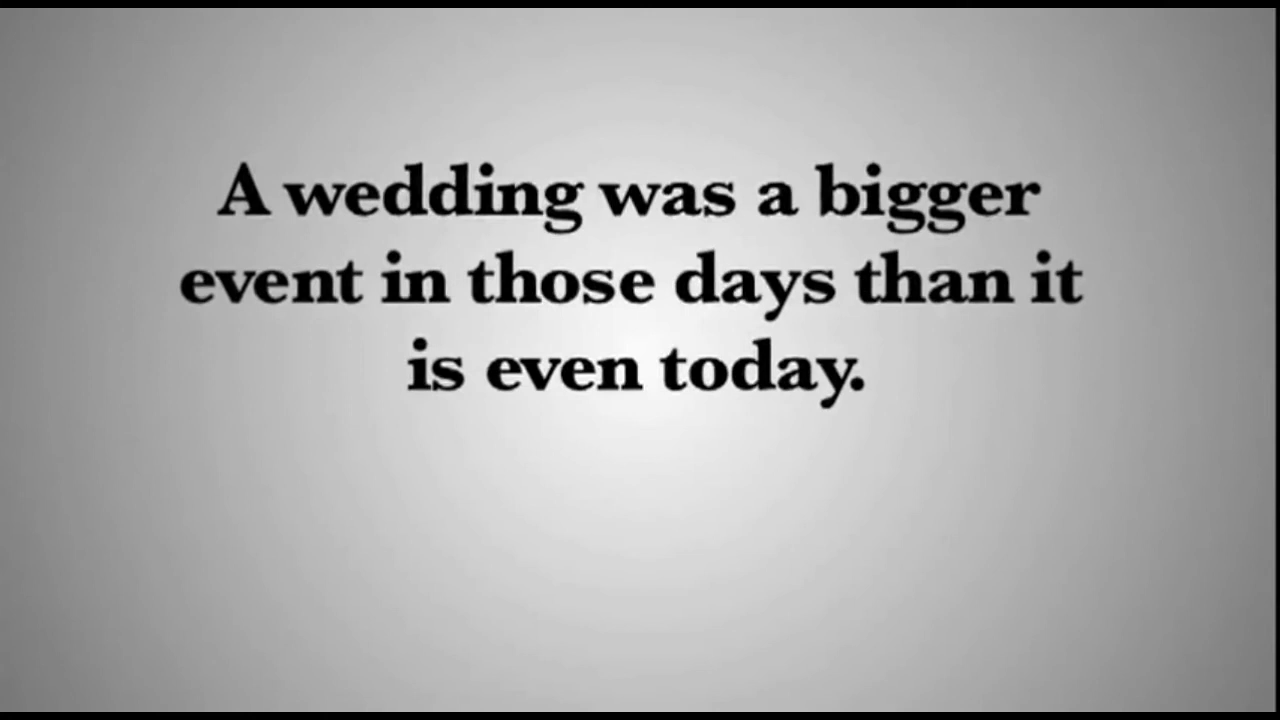 A wedding was a bigger
event in those days than it
is even today.